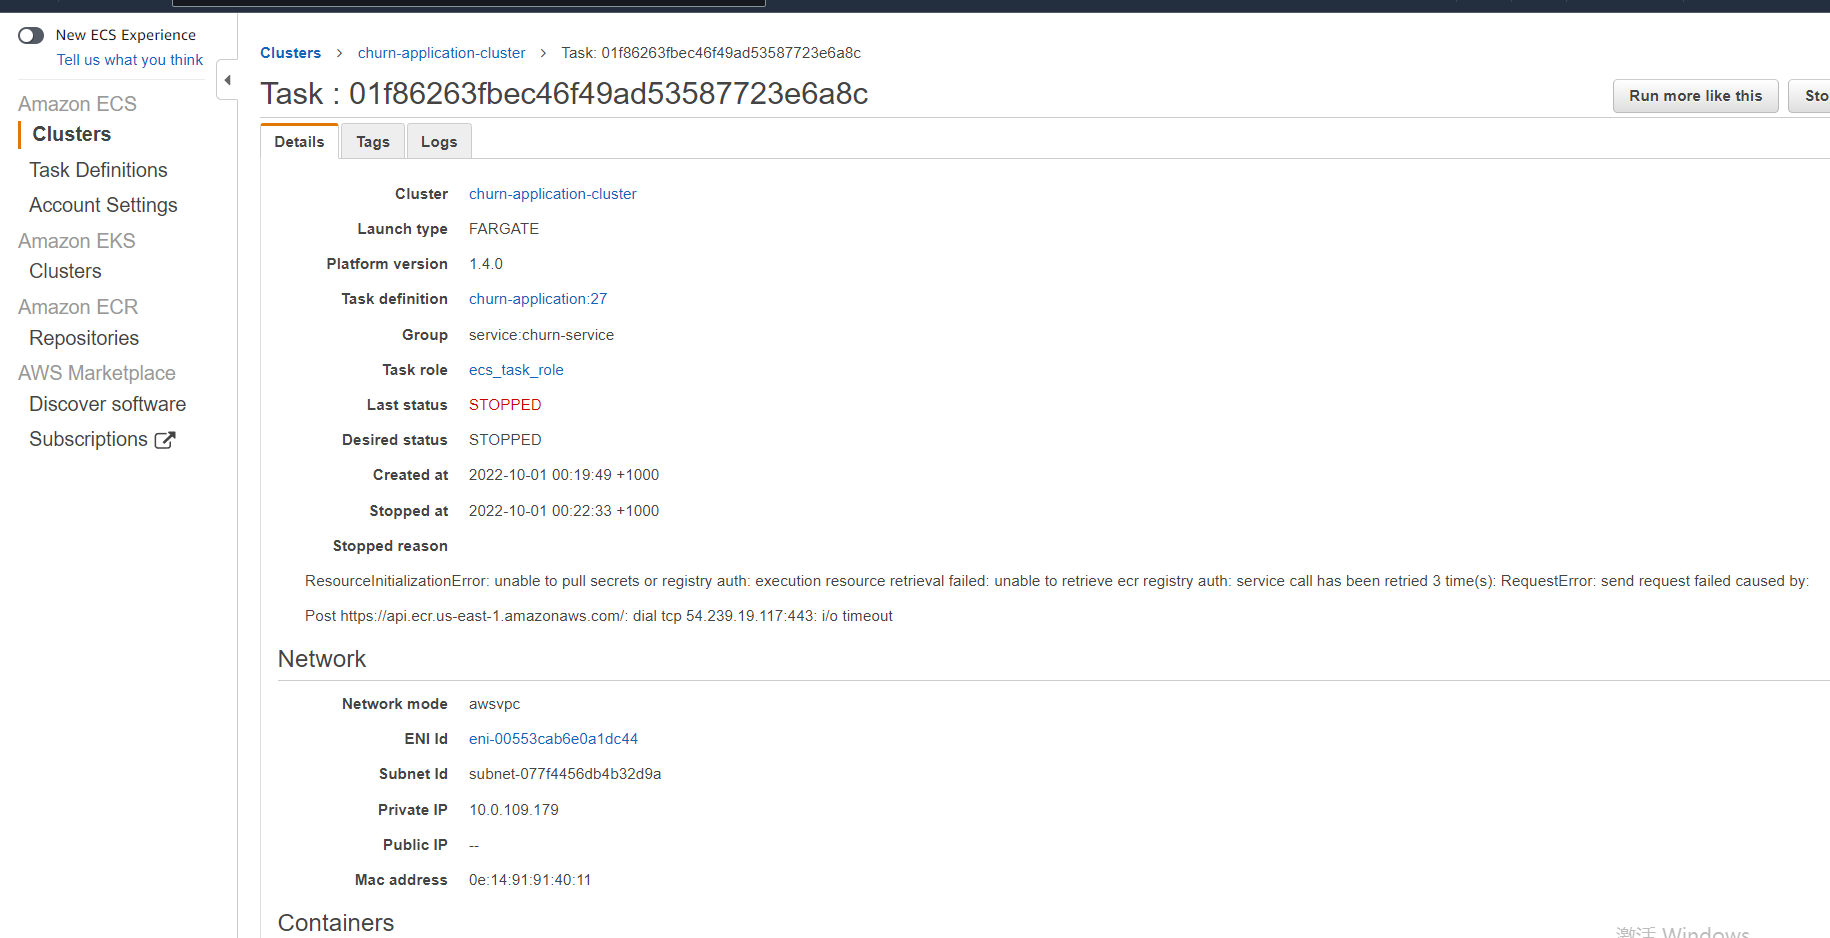 New ECS Experience
Tell us what you think
Amazon ECS
Clusters
Task Definitions
Account Settings
Amazon EKS
Clusters
Amazon ECR
Repositories
AWS Marketplace
Discover software
Subscriptions
Clusters > churn-application-cluster > Task: 01f86263fbec46f49ad53587723e6a8c
Task : 01f86263fbec46f49ad53587723e6a8c
Run more like this
Sto
Details Tags Logs
Cluster churn-application-cluster
Launch type FARGATE
Platform version 1.4.0
Task definition churn-application:27
Group service:churn-service
Task role ecs_task_role
Last status STOPPED
Desired status STOPPED
Created at 2022-10-01 00:19:49 +1000
Stopped at 2022-10-01 00:22:33 +1000
Stopped reason
ResourceInitializationError: unable to pull secrets or registry auth: execution resource retrieval failed: unable to retrieve ecr registry auth: service call has been retried 3 time(s): RequestError: send request failed caused by:
Post https://api.ecr.us-east-1.amazonaws.com/: dial tcp 54.239.19.117:443: i/o timeout
Network
Network mode awsvpc
ENI Id eni-00553cab6e0a1dc44
Subnet Id subnet-077f4456db4b32d9a
Private IP 10.0.109.179
Public IP --
Mac address 0e:14:91:91:40:11
Containers
激活 Windows